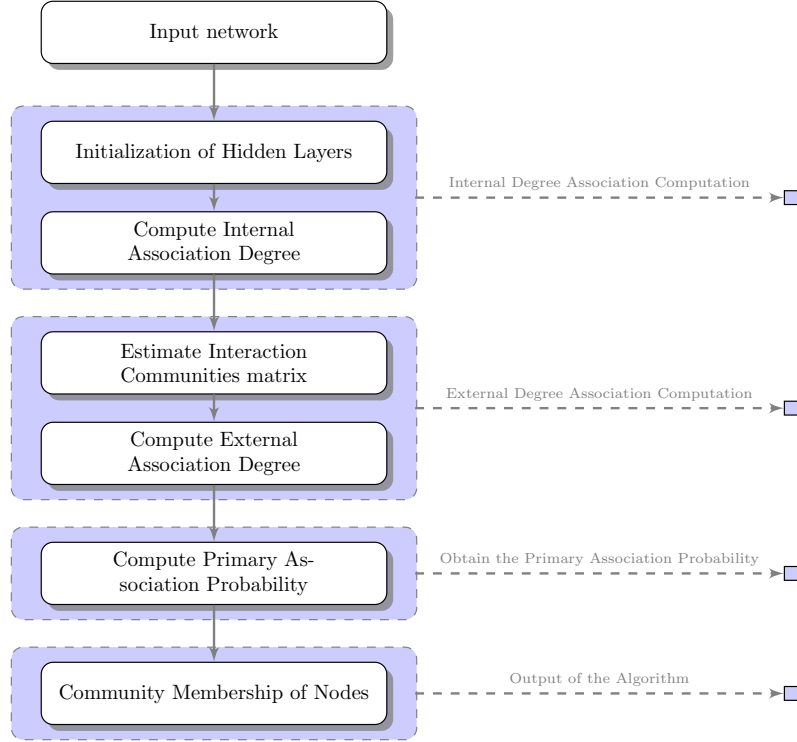 Input network
Initialization of Hidden Layers
Internal Degree Association Computation
Compute Internal
Association Degree
Estimate Interaction
Communities matrix
External Degree Association Computation
Compute External
Association Degree
Compute Primary As-
sociation Probability
Obtain the Primary Association Probability
Community Membership of Nodes
Output of the Algorithm